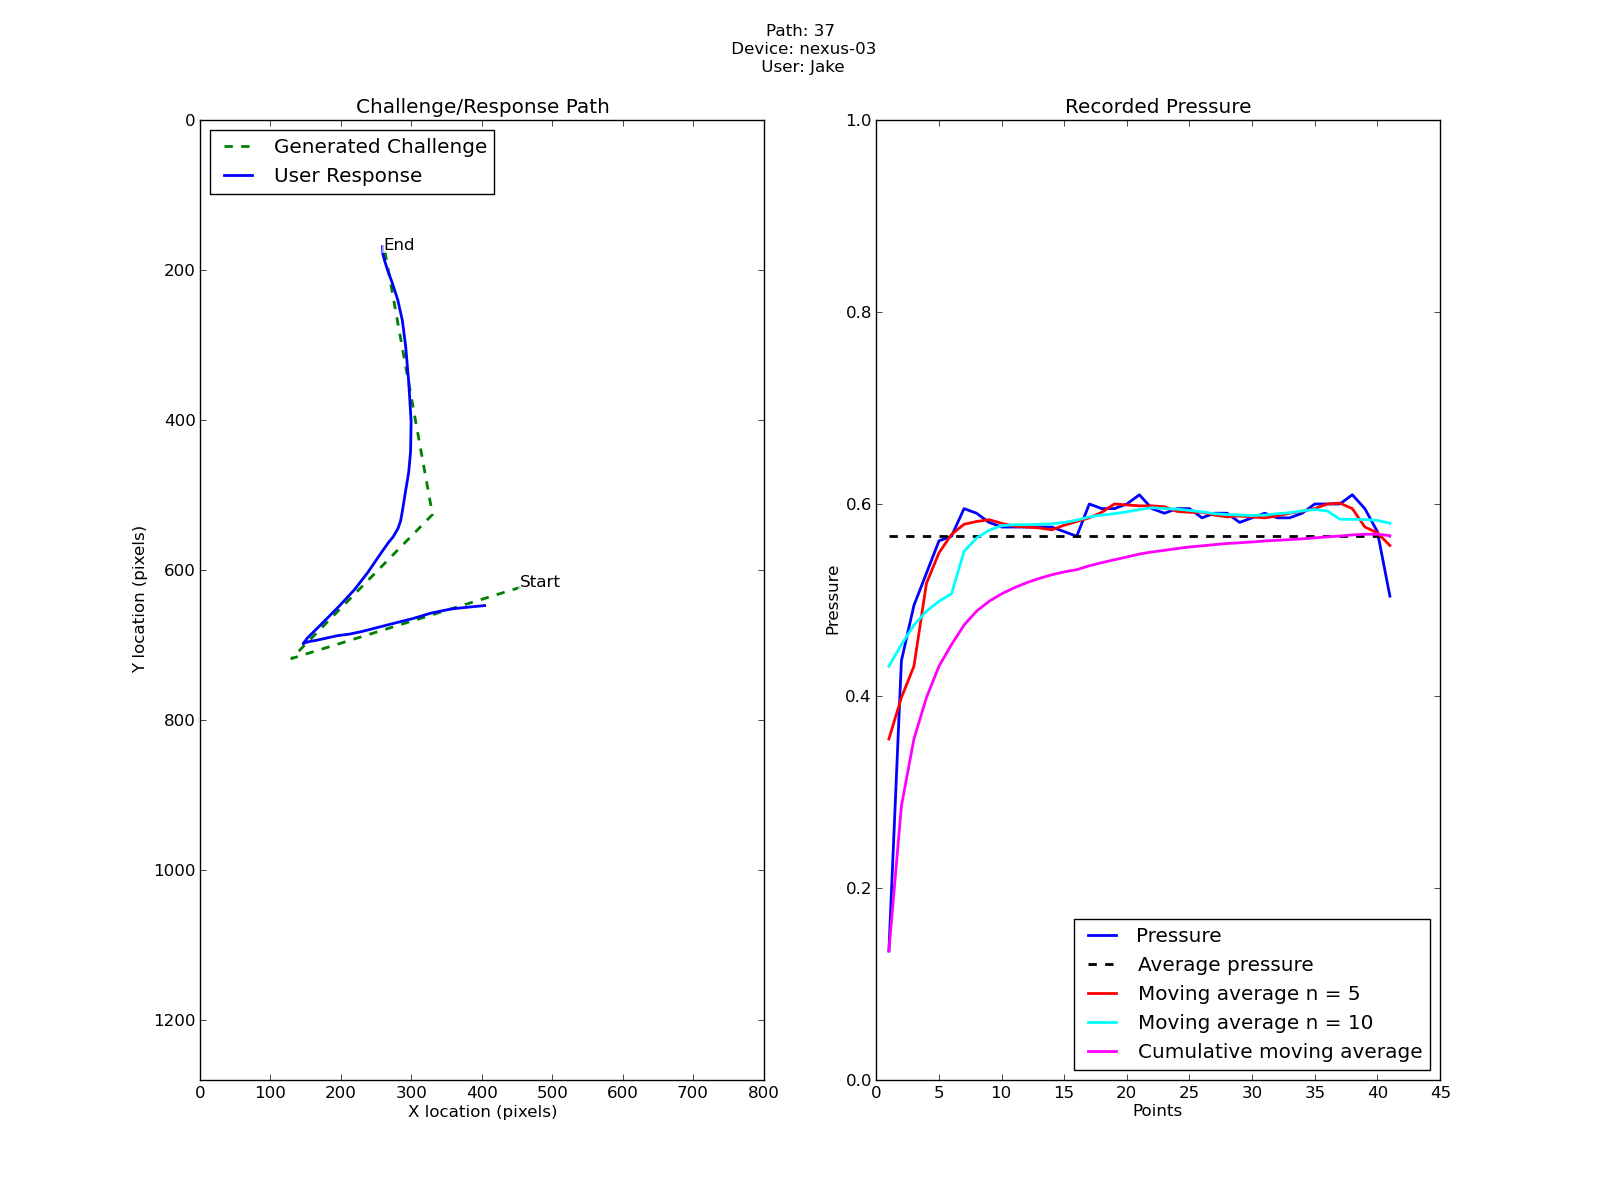 Path: 37
Device: nexus-03
User: Jake
Challenge/Response Path
Generated Challenge
User Response
End
Start
0
200
400
600
800
1000
1200
Y location (pixels)
0 100 200 300 400 500 600 700 800
X location (pixels)
Recorded Pressure
1.0
0.8
0.6
0.4
0.2
0.0
Pressure
Pressure
Average pressure
Moving average n = 5
Moving average n = 10
Cumulative moving average
0 5 10 15 20 25 30 35 40 45
Points